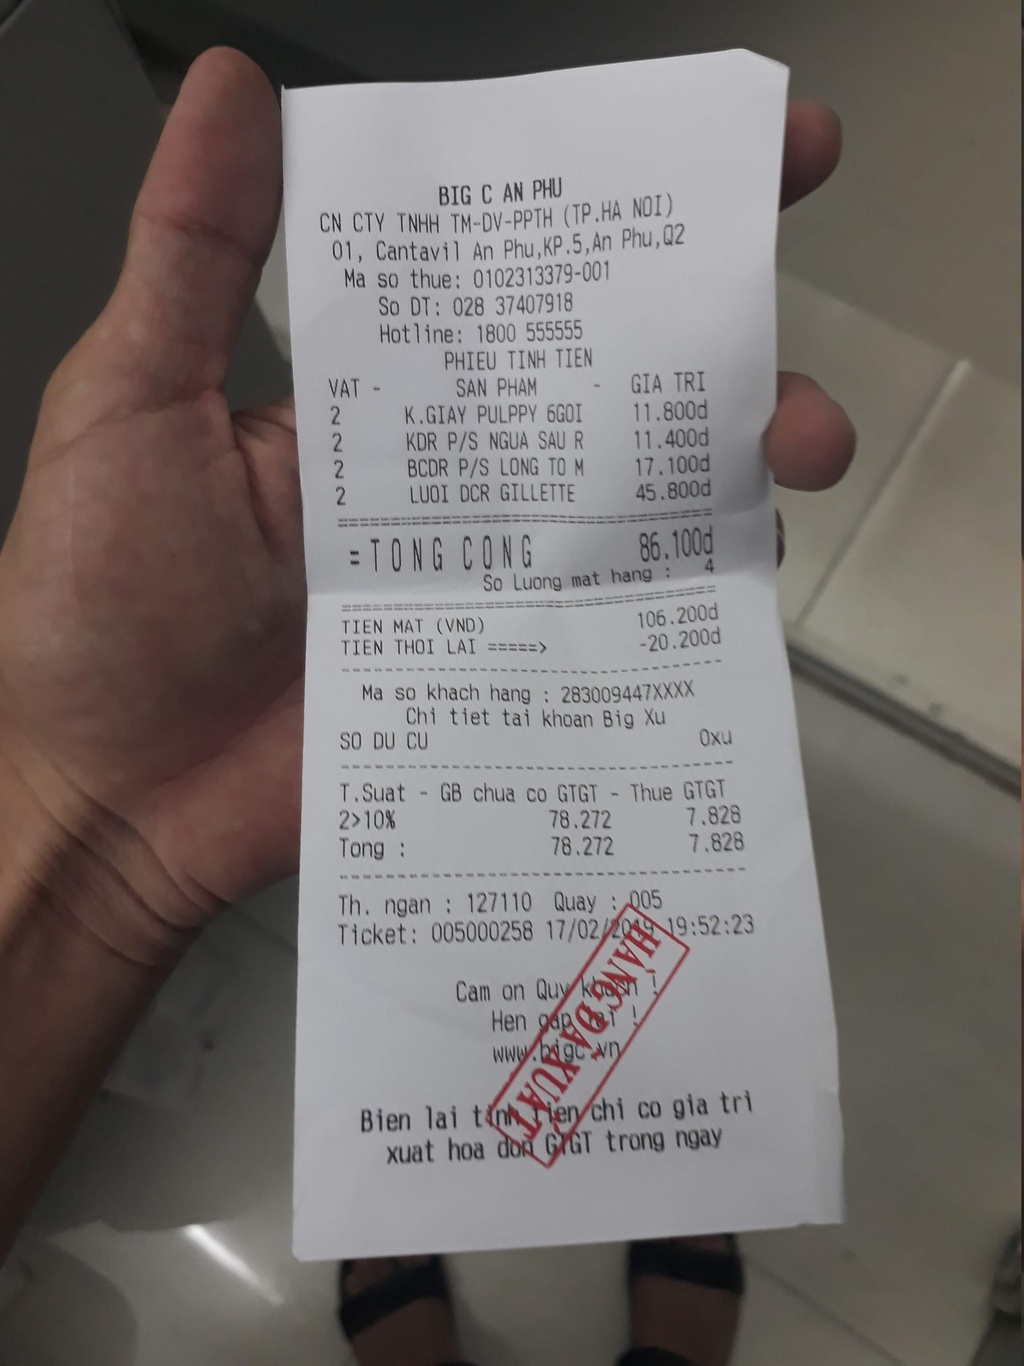 BIG C AN PHU
CN CTY TNHH TM-DV-PPTH (TP.HA NOI)
01, Cantavil An Phu,KP.5,An Phu,Q2
Ma so thue: 0102313379-001
So DT: 028 37407918
Hotline: 1800 555555
PHIEU TINH TIEN
VAT - SAN PHAM - GIA TRI
2 K.GIAY PULPPY 6GOI 11.800d
2 KDR P/S NGUA SAU R 11.400d
2 BCDR P/S LONG TO M 17.100d
2 LUOI DCR GILLETTE 45.800d
=TONG CONG 86.100d
So Luong mat hang : 4
TIEN MAT (VND) 106.200d
TIEN THOI LAI =====> -20.200d
Ma so khach hang : 283009447XXXX
Chi tiet tai khoan Big Xu
SO DU CU 0xu
T.Suat - GB chua co GTGT - Thue GTGT
2>10% 78.272 7.828
Tong : 78.272 7.828
Th. ngan : 127110 Quay : 005
Ticket: 005000258 17/02/2019 19:52:23
Cam on Quy khach !
Hen gap lai !
www.bigc.vn
HÀNG ĐÃ XUẤT
Bien lai tinh tien chi co gia tri
xuat hoa don GTGT trong ngay